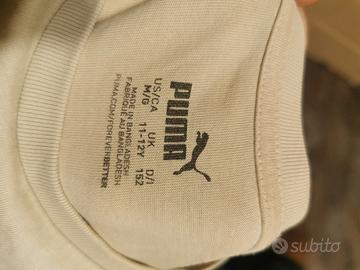 PUMA
US/CA UK D/I
M/G 11-12Y 152
MADE IN BANGLADESH
FABRIQUÉ AU BANGLADESH
PUMA.COM/FOREVERBETTER
subito